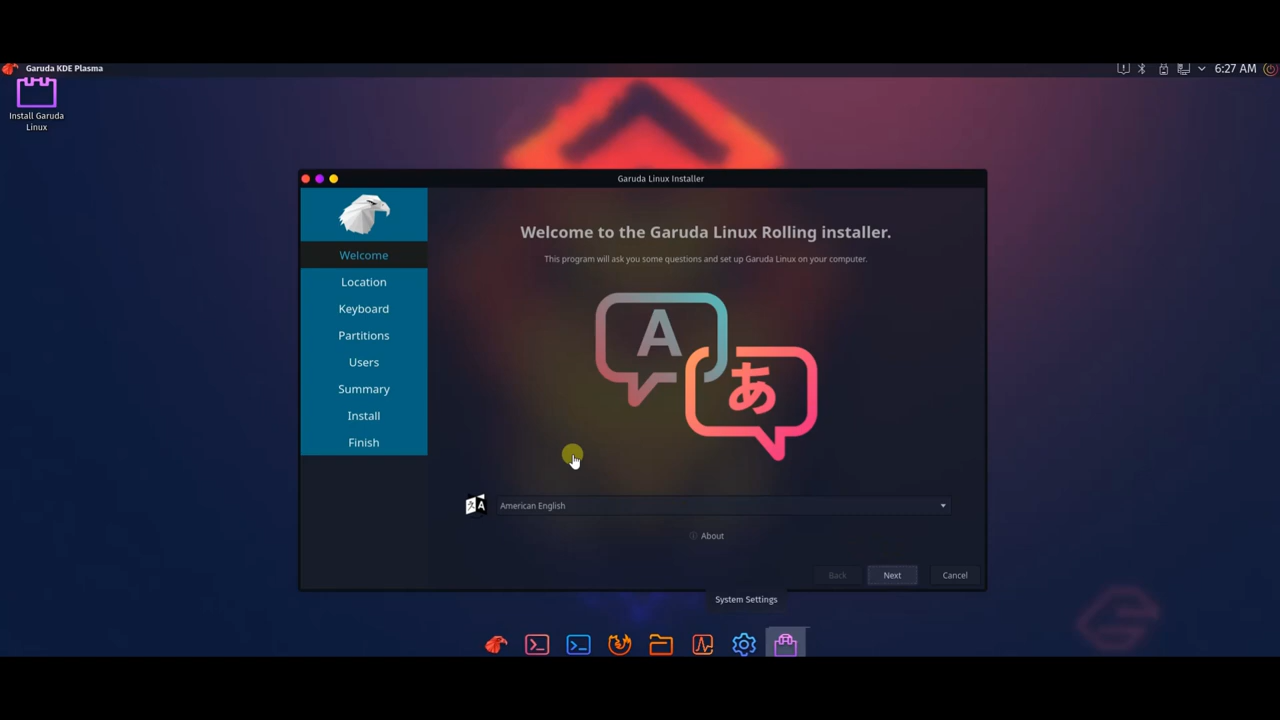 Garuda KDE Plasma
6:27 AM
Install Garuda
Linux
Garuda Linux Installer
Welcome
Location
Keyboard
Partitions
Users
Summary
Install
Finish
Welcome to the Garuda Linux Rolling installer.
This program will ask you some questions and set up Garuda Linux on your computer.
A
あ
American English
About
Back
Next
Cancel
System Settings